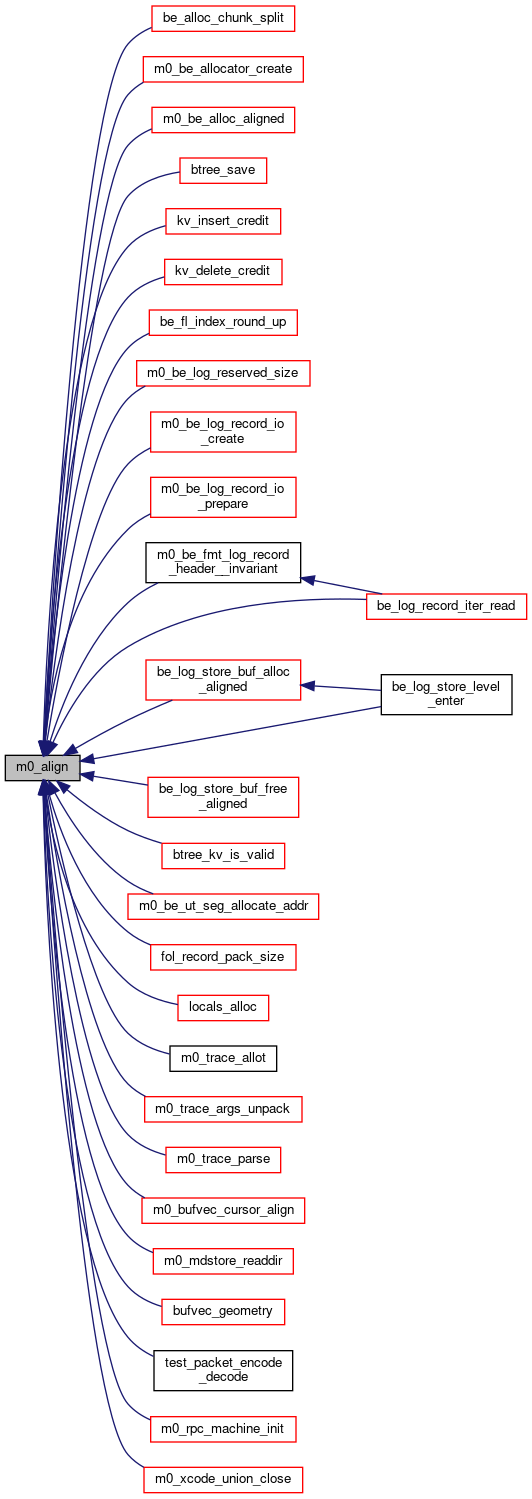 be_alloc_chunk_split
m0_be_allocator_create
m0_be_alloc_aligned
btree_save
kv_insert_credit
kv_delete_credit
be_fl_index_round_up
m0_be_log_reserved_size
m0_be_log_record_io
_create
m0_be_log_record_io
_prepare
m0_be_fmt_log_record
_header__invariant
be_log_record_iter_read
be_log_store_buf_alloc
_aligned
be_log_store_level
_enter
m0_align
be_log_store_buf_free
_aligned
btree_kv_is_valid
m0_be_ut_seg_allocate_addr
fol_record_pack_size
locals_alloc
m0_trace_allot
m0_trace_args_unpack
m0_trace_parse
m0_bufvec_cursor_align
m0_mdstore_readdir
bufvec_geometry
test_packet_encode
_decode
m0_rpc_machine_init
m0_xcode_union_close